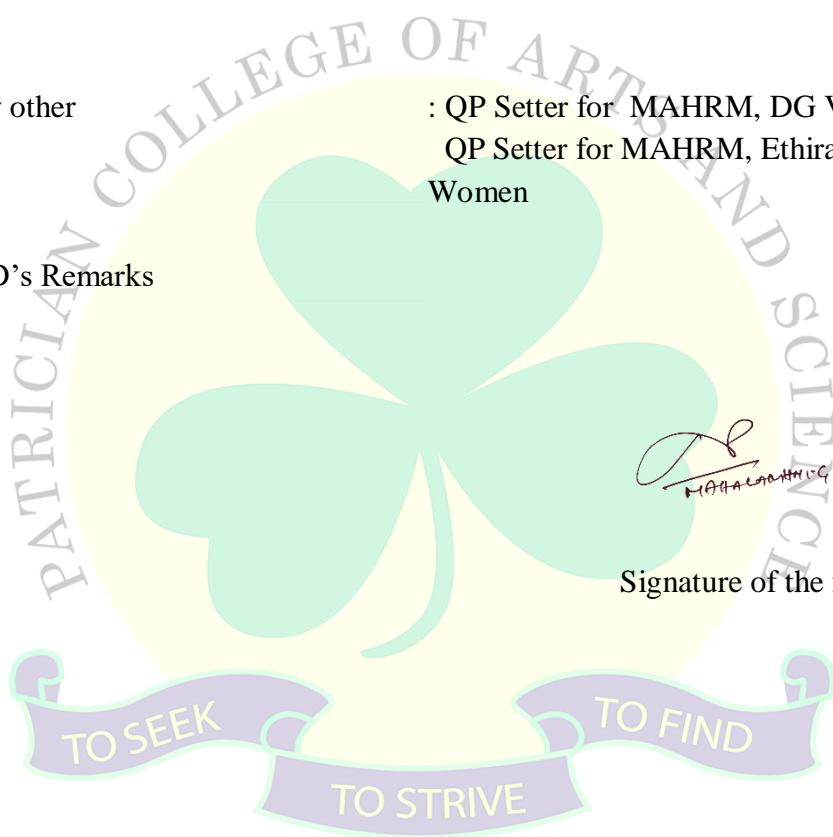 PATRICIAN COLLEGE OF ARTS AND SCIENCE
other : QP Setter for MAHRM, DG V
QP Setter for MAHRM, Ethira
Women
D’s Remarks
MAHALAKSHMI.G
Signature of the
TO SEEK
TO STRIVE
TO FIND